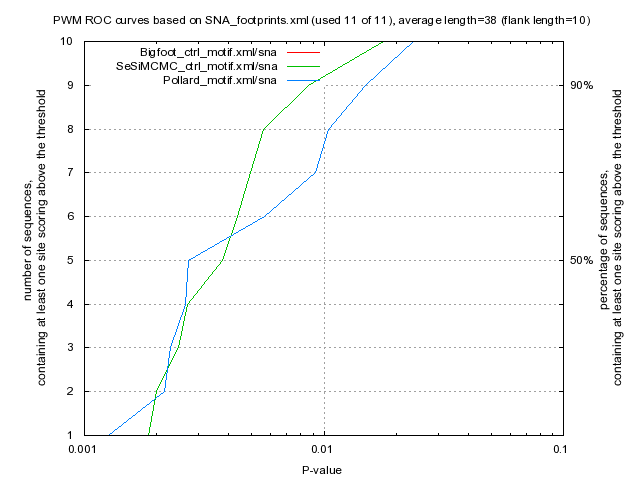 PWM ROC curves based on SNA_footprints.xml (used 11 of 11), average length=38 (flank length=10)
Bigfoot_ctrl_motif.xml/sna
SeSiMCMC_ctrl_motif.xml/sna
Pollard_motif.xml/sna
number of sequences,
containing at least one site scoring above the threshold
10
9
8
7
6
5
4
3
2
1
90%
50%
percentage of sequences,
containing at least one site scoring above the threshold
0.001
0.01
0.1
P-value